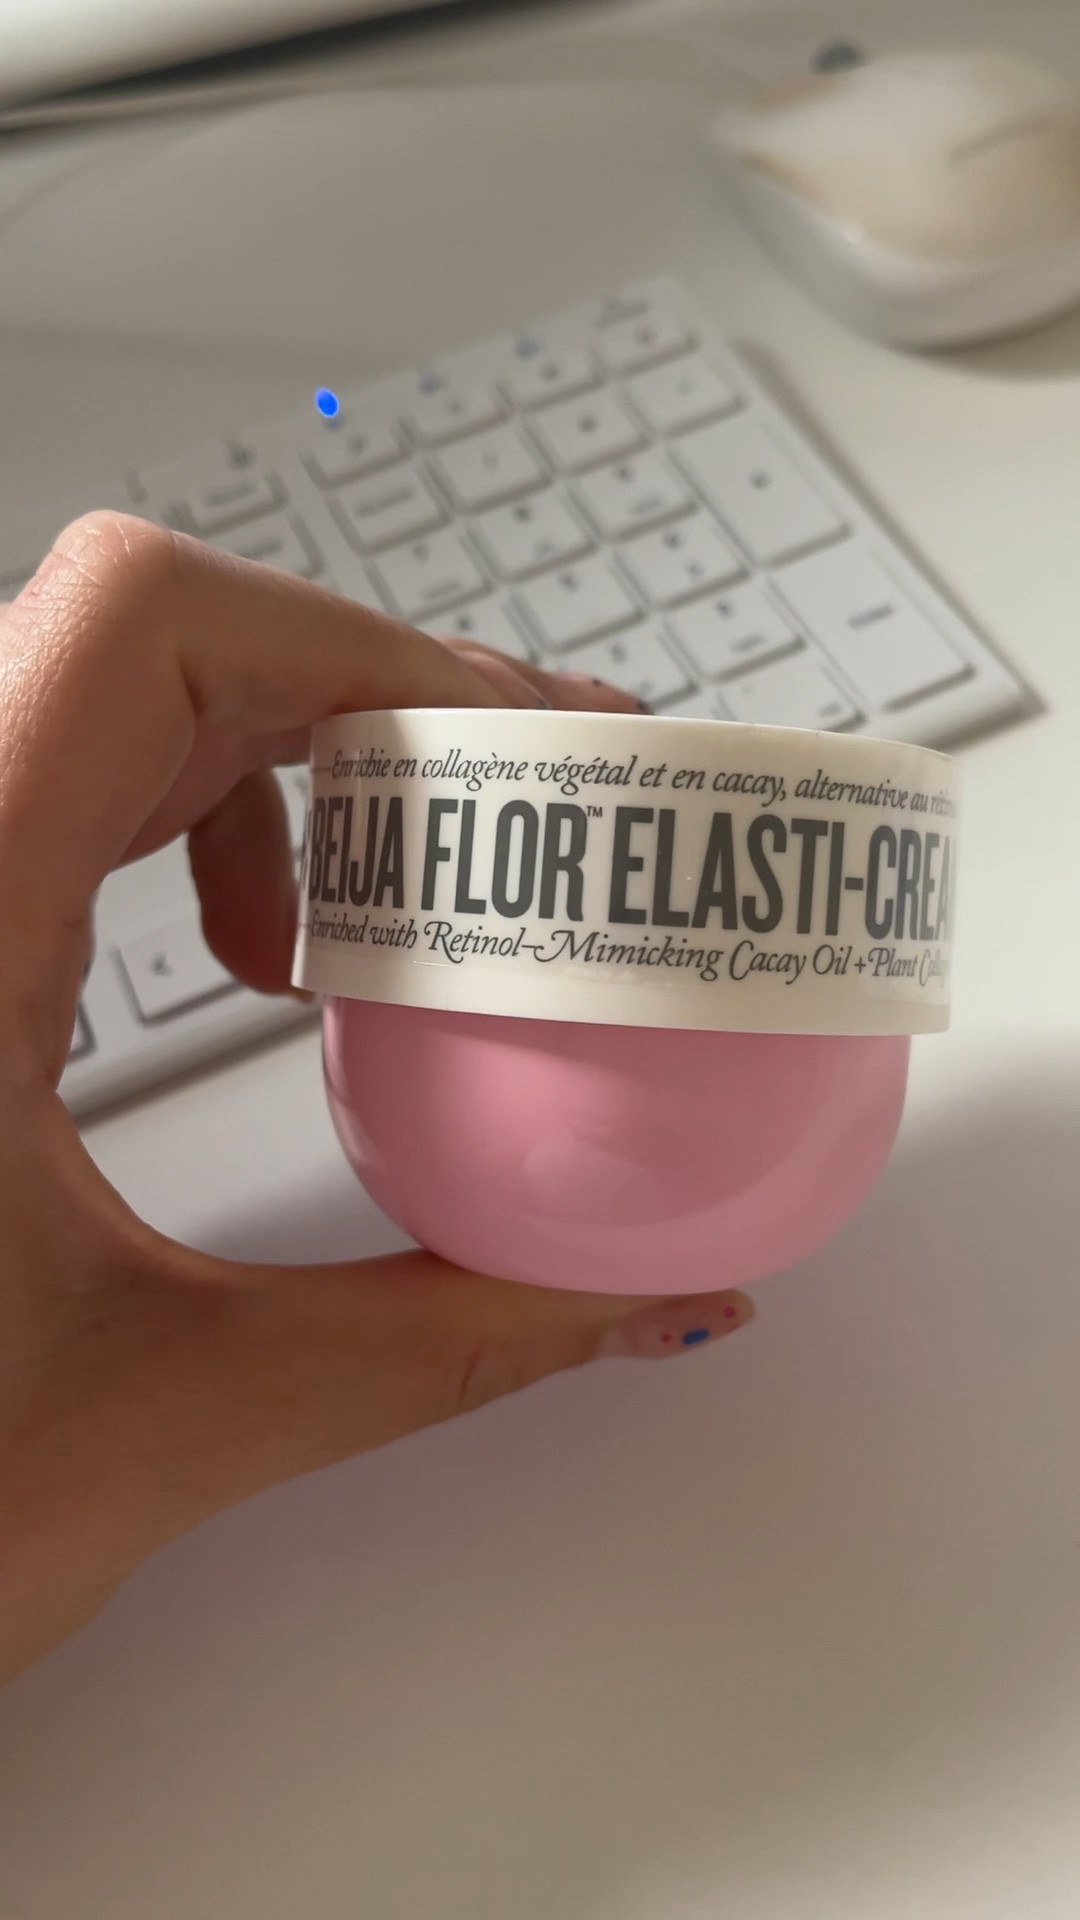 Enrichie en collagène végétal et en cacay, alternative au
BEIJA FLOR™ ELASTI-CREA
Enriched with Retinol-Mimicking Cacay Oil + Plant